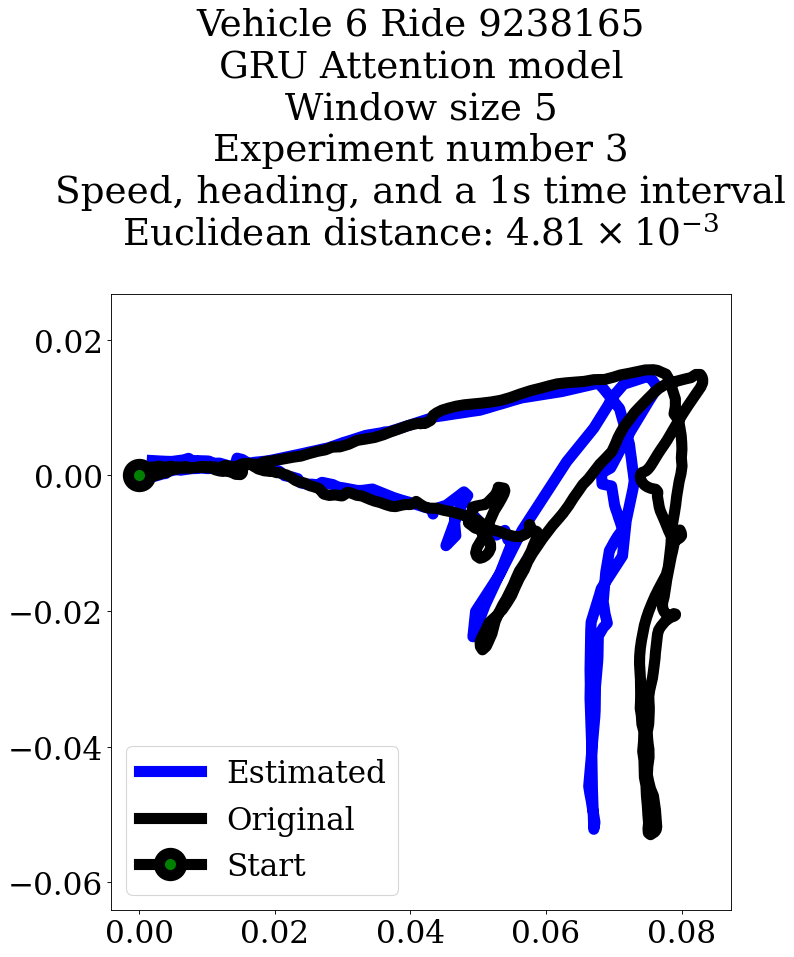 Vehicle 6 Ride 9238165
GRU Attention model
Window size 5
Experiment number 3
Speed, heading, and a 1s time interval
Euclidean distance: 4.81 × 10⁻³
0.02
0.00
−0.02
−0.04
−0.06
Estimated
Original
Start
0.00 0.02 0.04 0.06 0.08